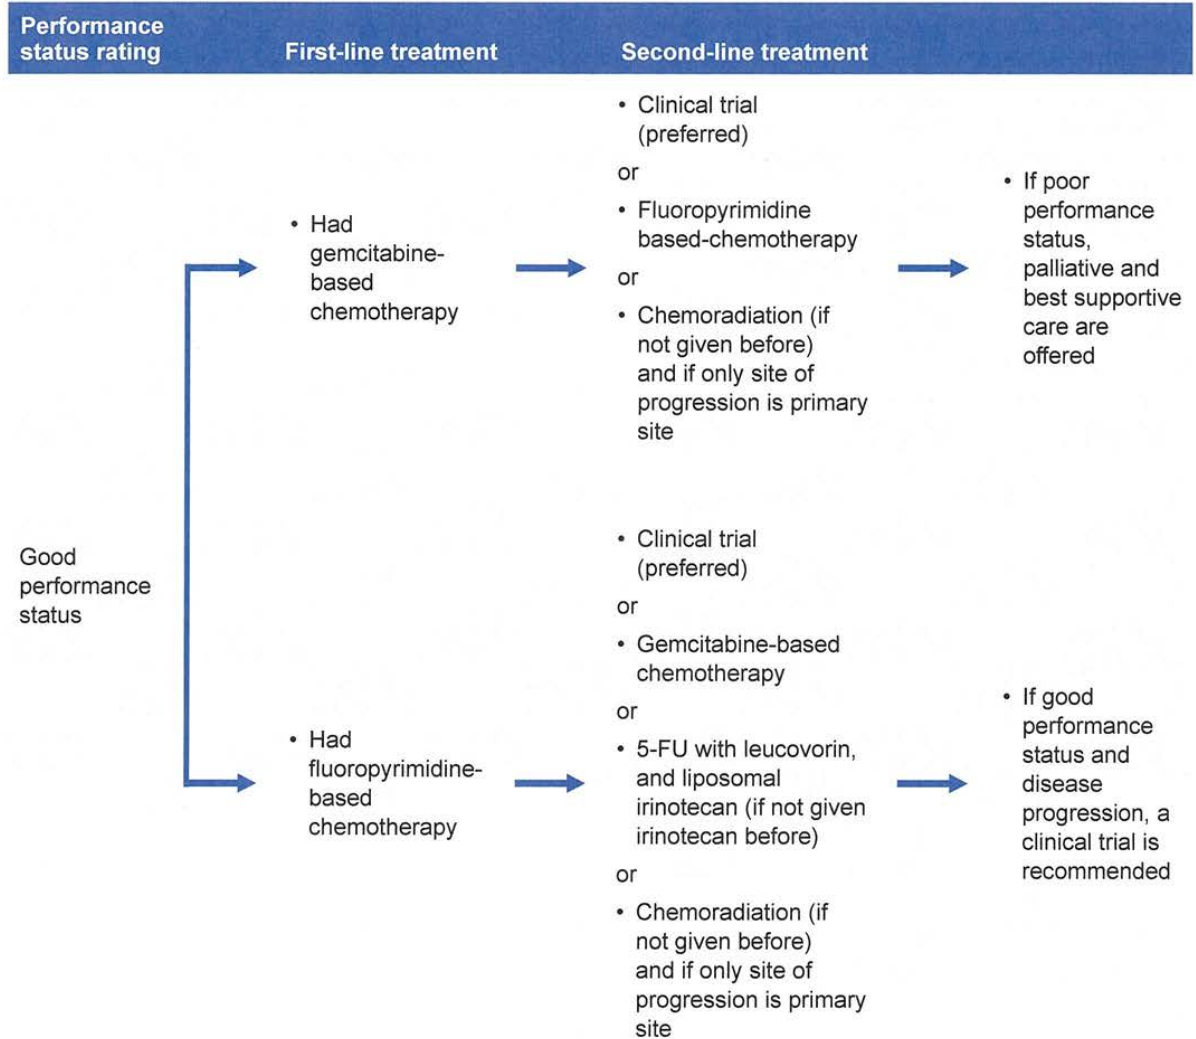 Performance
status rating
First-line treatment
Second-line treatment
Good
performance
status
• Had
gemcitabine-
based
chemotherapy
• Clinical trial
(preferred)
or
• Fluoropyrimidine
based-chemotherapy
or
• Chemoradiation (if
not given before)
and if only site of
progression is primary
site
• If poor
performance
status,
palliative and
best supportive
care are
offered
• Had
fluoropyrimidine-
based
chemotherapy
• Clinical trial
(preferred)
or
• Gemcitabine-based
chemotherapy
or
• 5-FU with leucovorin,
and liposomal
irinotecan (if not given
irinotecan before)
or
• Chemoradiation (if
not given before)
and if only site of
progression is primary
site
• If good
performance
status and
disease
progression, a
clinical trial is
recommended